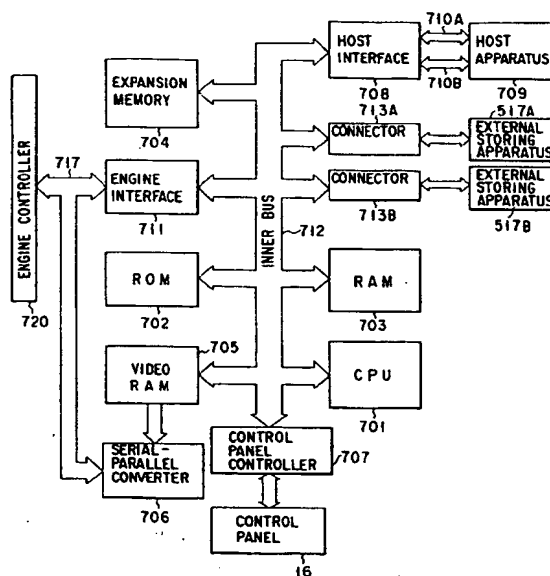 710A
HOST
INTERFACE
HOST
APPARATUS
710B
708
709
EXPANSION
MEMORY
704
713A
517A
CONNECTOR
EXTERNAL
STORING
APPARATUS
717
ENGINE
INTERFACE
711
CONNECTOR
EXTERNAL
STORING
APPARATUS
713B
517B
ENGINE CONTROLLER
720
INNER BUS
712
ROM
702
RAM
703
705
VIDEO
RAM
CPU
701
SERIAL-
PARALLEL
CONVERTER
706
CONTROL
PANEL
CONTROLLER
707
CONTROL
PANEL
16